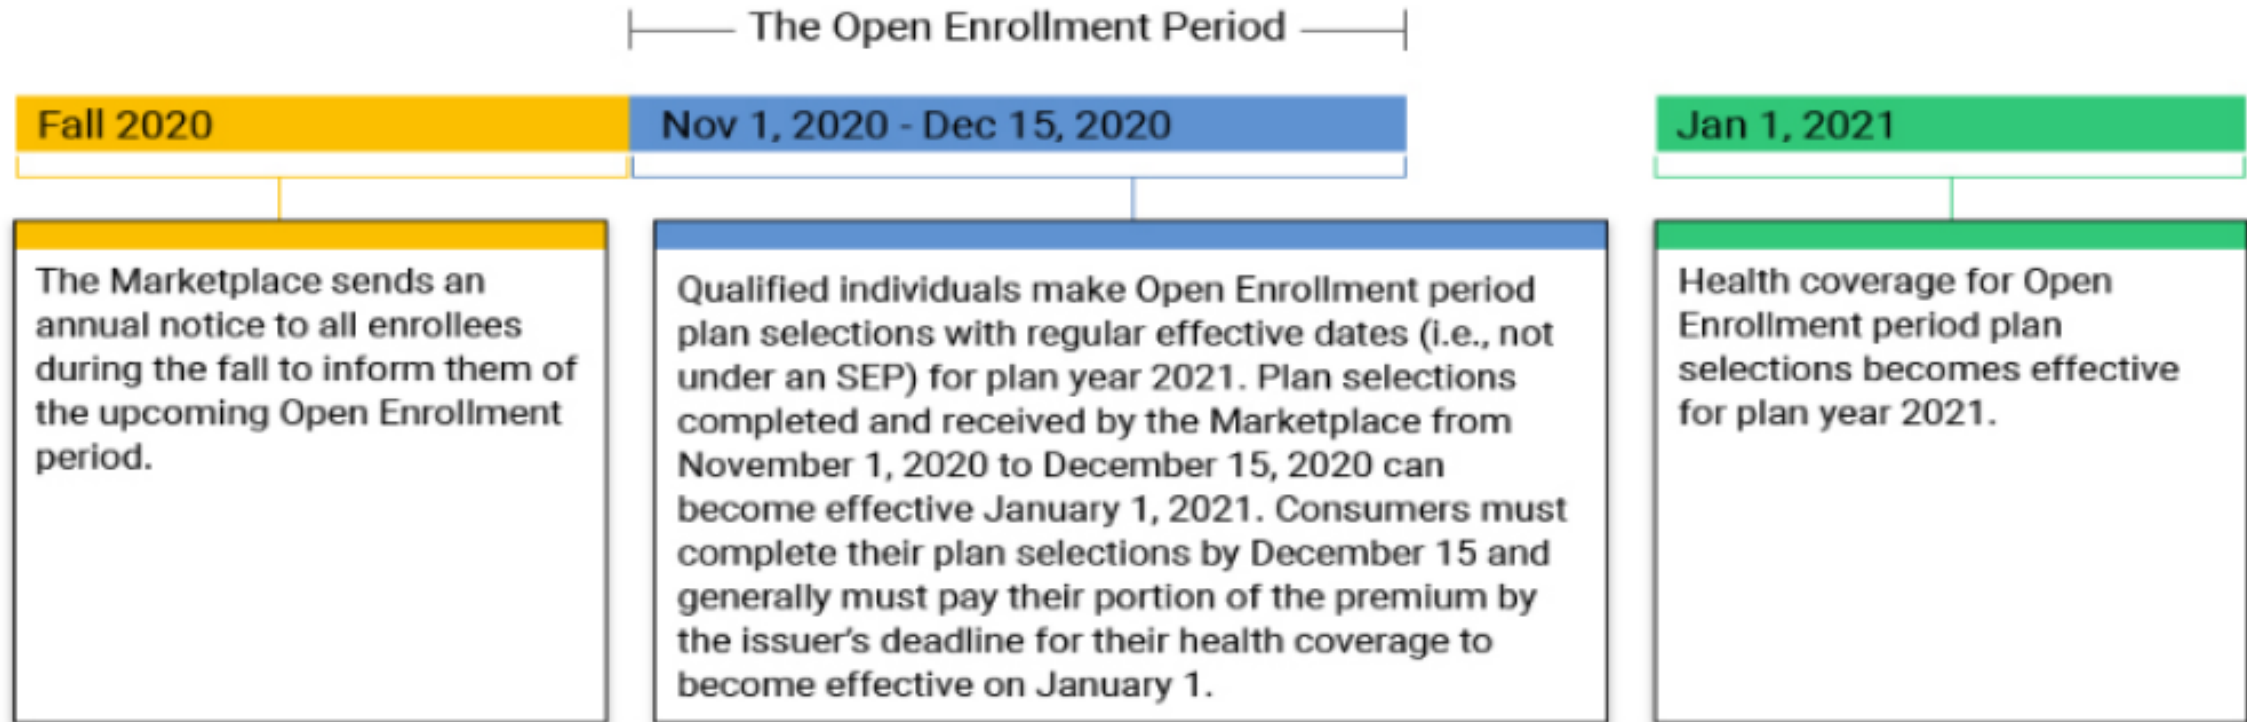 The Open Enrollment Period
Fall 2020
Nov 1, 2020 - Dec 15, 2020
Jan 1, 2021
The Marketplace sends an
annual notice to all enrollees
during the fall to inform them of
the upcoming Open Enrollment
period.
Qualified individuals make Open Enrollment period
plan selections with regular effective dates (i.e., not
under an SEP) for plan year 2021. Plan selections
completed and received by the Marketplace from
November 1, 2020 to December 15, 2020 can
become effective January 1, 2021. Consumers must
complete their plan selections by December 15 and
generally must pay their portion of the premium by
the issuer's deadline for their health coverage to
become effective on January 1.
Health coverage for Open
Enrollment period plan
selections becomes effective
for plan year 2021.